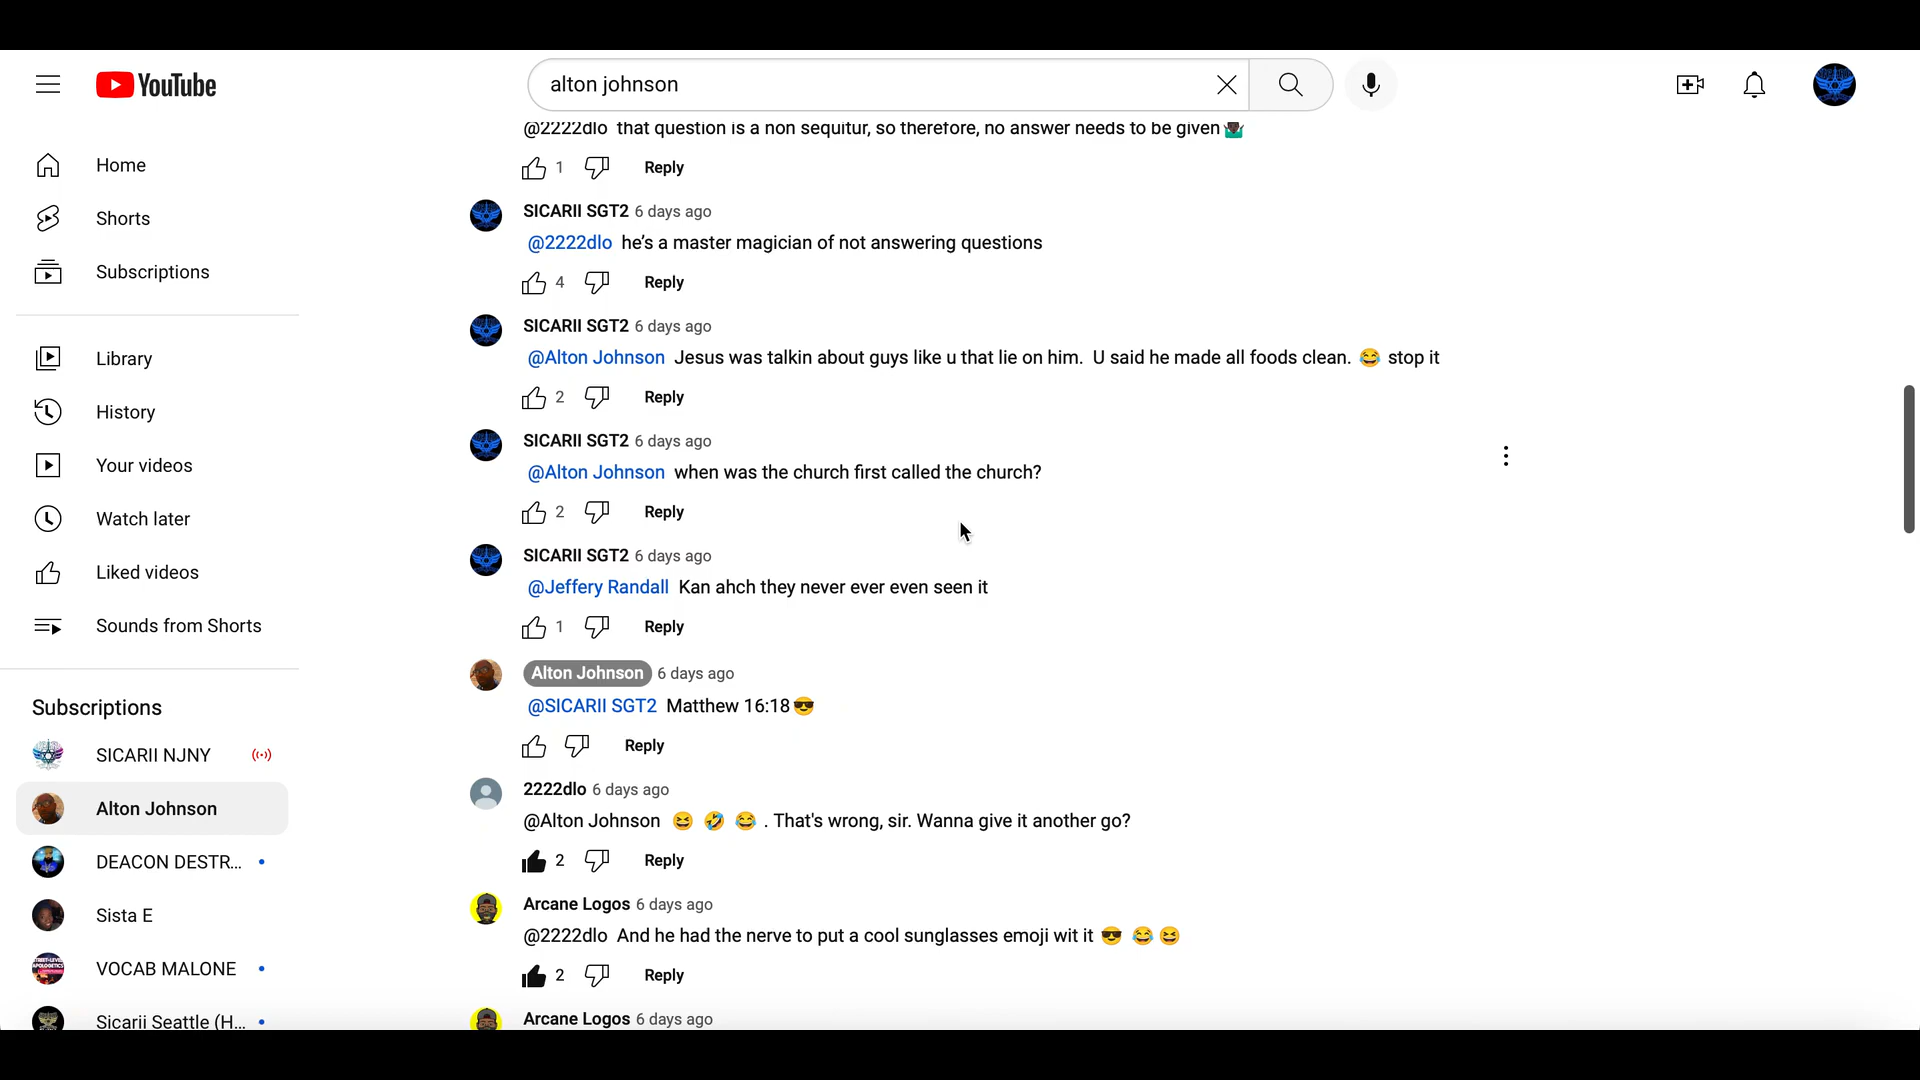 YouTube
alton johnson
Home
Shorts
Subscriptions
Library
History
Your videos
Watch later
Liked videos
Sounds from Shorts
Subscriptions
SICARII NJNY
Alton Johnson
DEACON DESTR...
Sista E
VOCAB MALONE
Sicarii Seattle (H...
@2222dlo that question is a non sequitur, so therefore, no answer needs to be given🤷🏿‍♂️
1 Reply
SICARII SGT2 6 days ago
@2222dlo he's a master magician of not answering questions
4 Reply
SICARII SGT2 6 days ago
@Alton Johnson Jesus was talkin about guys like u that lie on him. U said he made all foods clean. 😂 stop it
2 Reply
SICARII SGT2 6 days ago
@Alton Johnson when was the church first called the church?
2 Reply
SICARII SGT2 6 days ago
@Jeffery Randall Kan ahch they never ever even seen it
1 Reply
Alton Johnson 6 days ago
@SICARII SGT2 Matthew 16:18😎
Reply
2222dlo 6 days ago
@Alton Johnson 😆 🤣 😂 . That's wrong, sir. Wanna give it another go?
2 Reply
Arcane Logos 6 days ago
@2222dlo And he had the nerve to put a cool sunglasses emoji wit it 😎 😂 😆
2 Reply
Arcane Logos 6 days ago